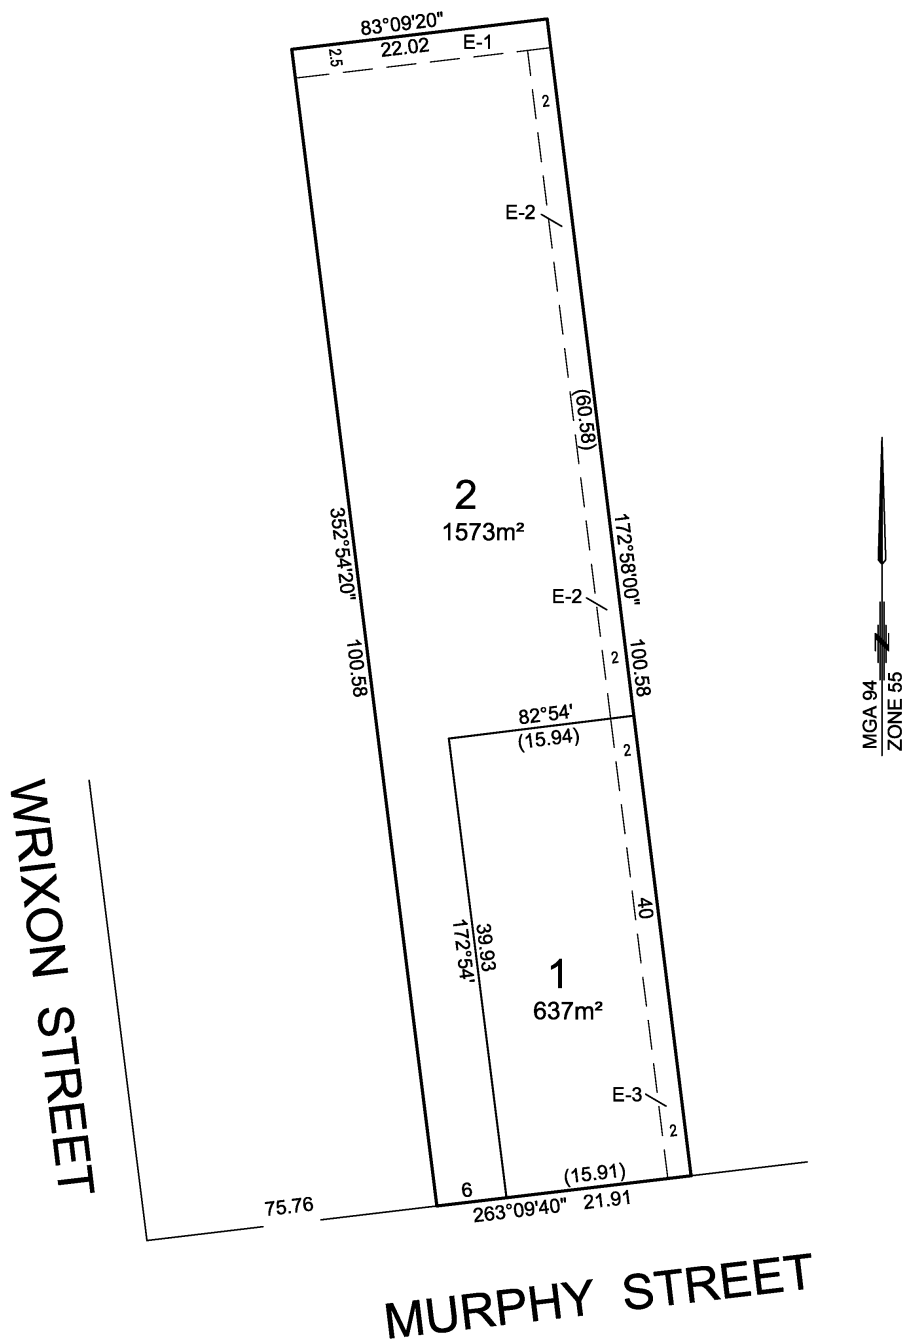 83°09'20"
22.02
E-1
2.5
2
E-2
(60.58)
2
1573m²
352°54'20"
100.58
172°58'00"
100.58
E-2
2
82°54'
(15.94)
2
MGA 94
ZONE 55
N
WRIXON STREET
39.93
172°54'
40
1
637m²
E-3
2
75.76
6
(15.91)
263°09'40"
21.91
MURPHY STREET